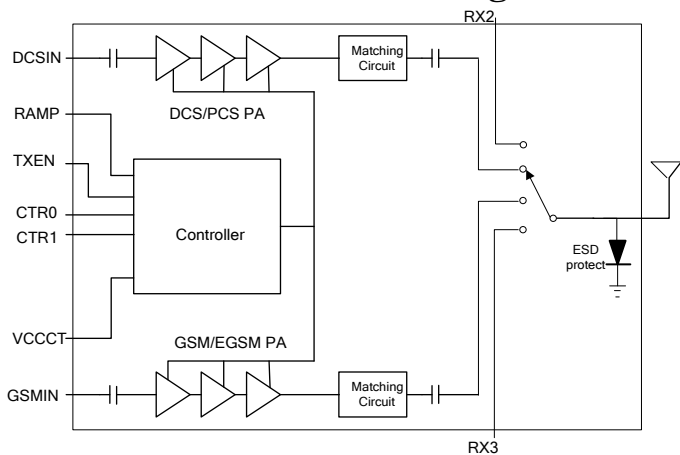 RX2
DCSIN
Matching
Circuit
DCS/PCS PA
RAMP
TXEN
CTR0
CTR1
Controller
ESD
protect
VCCCT
GSM/EGSM PA
GSMIN
Matching
Circuit
RX3